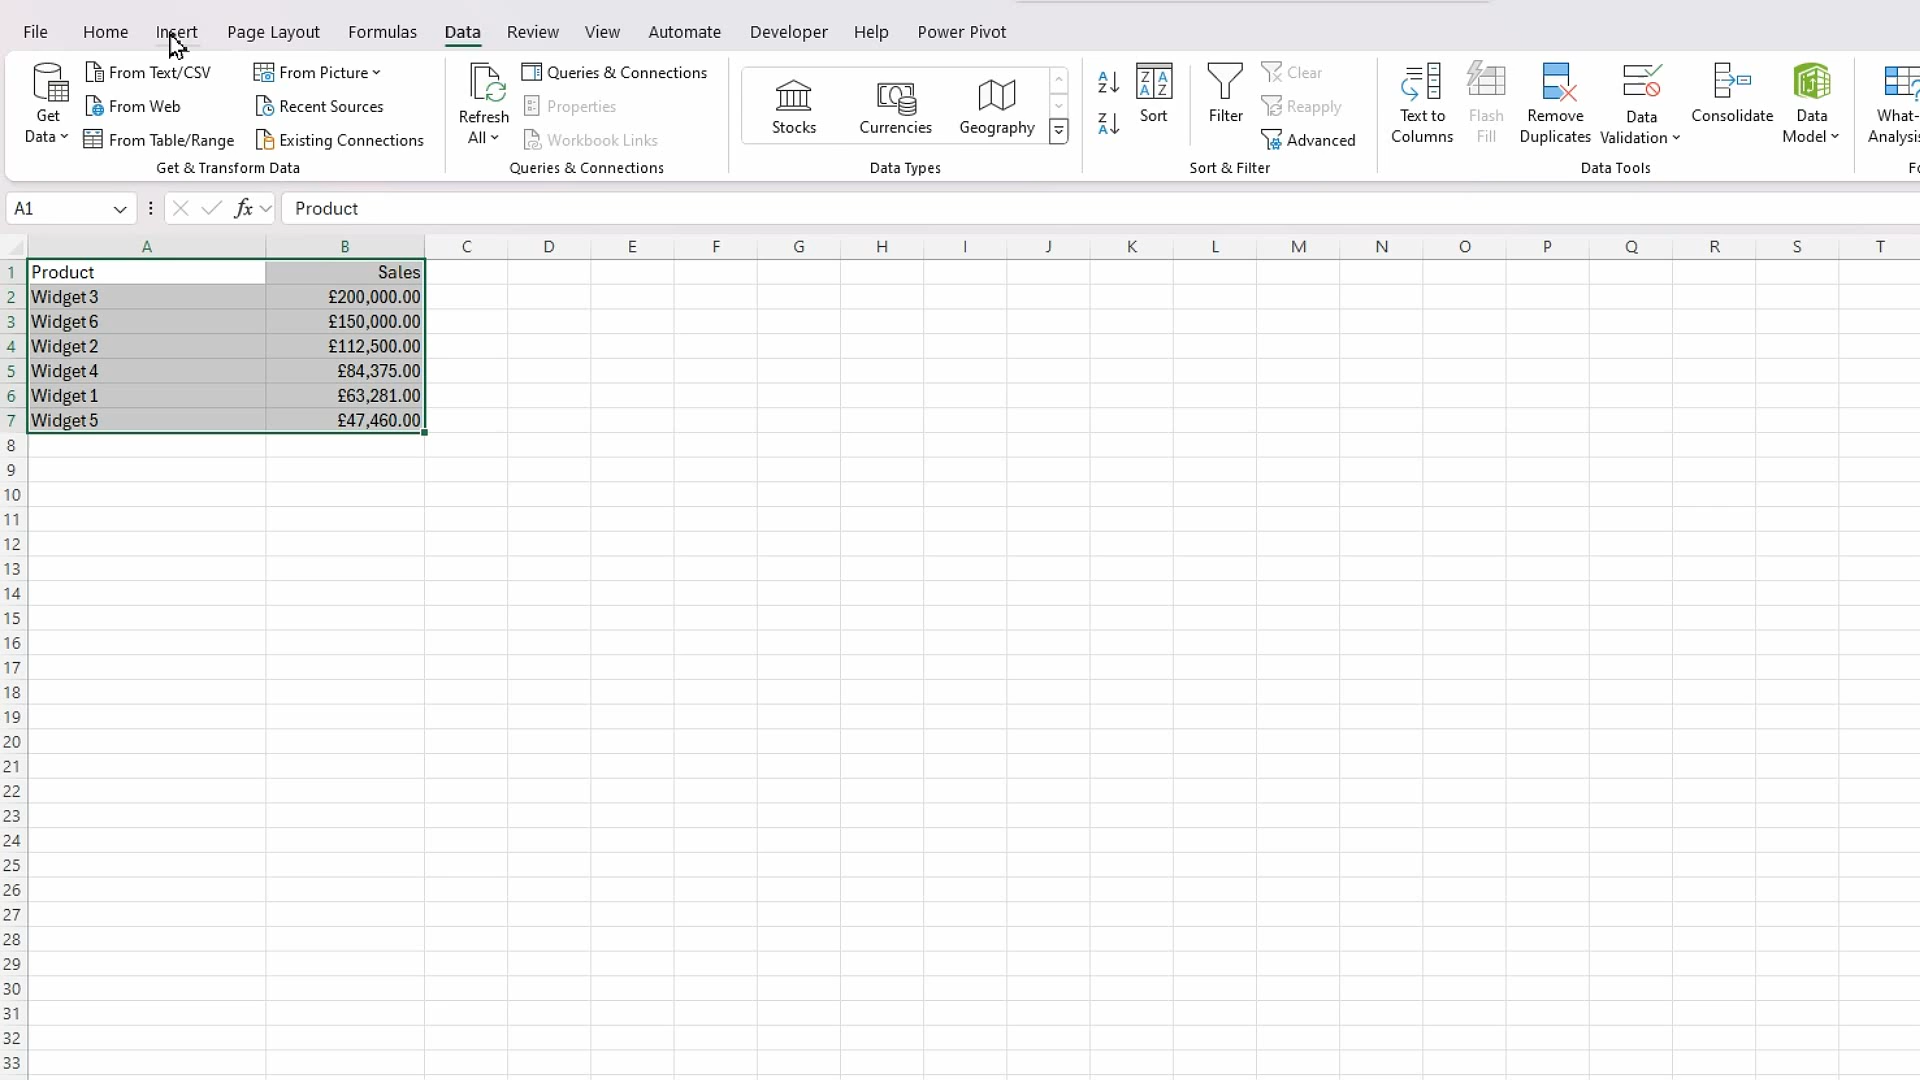 File Home Insert Page Layout Formulas Data Review View Automate Developer Help Power Pivot
Get Data
From Text/CSV
From Web
From Table/Range
From Picture
Recent Sources
Existing Connections
Get & Transform Data
Refresh All
Queries & Connections
Properties
Workbook Links
Queries & Connections
Stocks
Currencies
Geography
Data Types
Sort
Filter
Clear
Reapply
Advanced
Sort & Filter
Text to Columns
Flash Fill
Remove Duplicates
Data Validation
Consolidate
Data Model
Data Tools
What-
Analysis
Fo
A1 fx Product
A B C D E F G H I J K L M N O P Q R S T
1 Product Sales
2 Widget 3 £200,000.00
3 Widget 6 £150,000.00
4 Widget 2 £112,500.00
5 Widget 4 £84,375.00
6 Widget 1 £63,281.00
7 Widget 5 £47,460.00
8
9
10
11
12
13
14
15
16
17
18
19
20
21
22
23
24
25
26
27
28
29
30
31
32
33